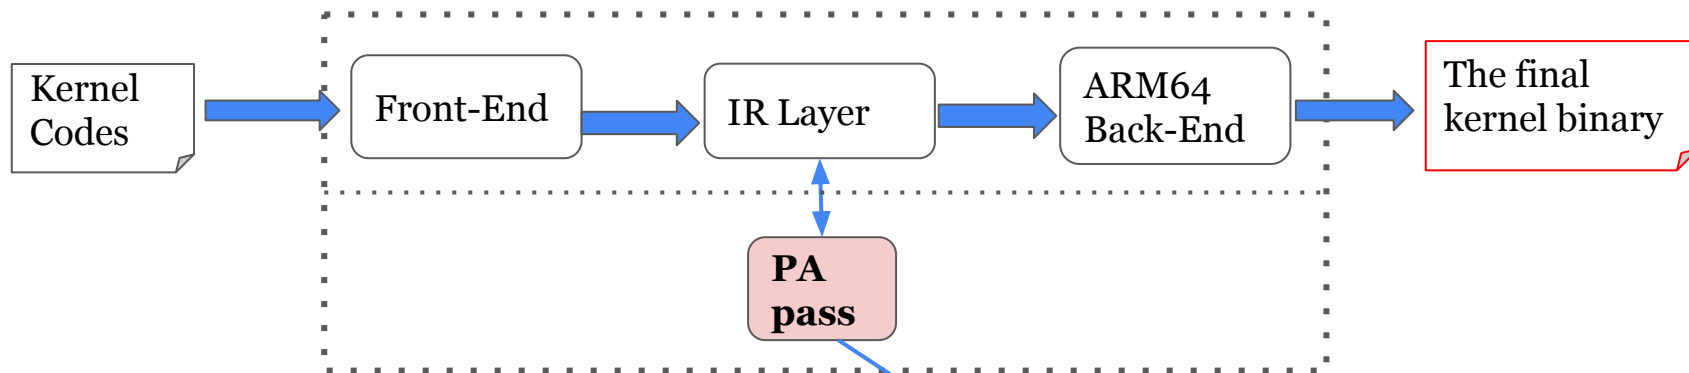 Kernel
Codes
Front-End
IR Layer
ARM64
Back-End
The final
kernel binary
PA
pass